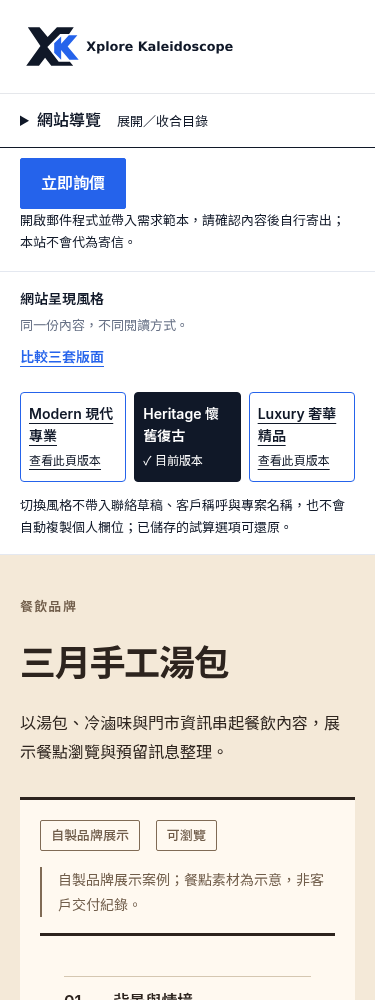 Xplore Kaleidoscope
▶ 網站導覽 展開／收合目錄
立即詢價
開啟郵件程式並帶入需求範本，請確認內容後自行寄出；
本站不會代為寄信。
網站呈現風格
同一份內容，不同閱讀方式。
比較三套版面
Modern 現代
專業
查看此頁版本
Heritage 懷
舊復古
✓ 目前版本
Luxury 奢華
精品
查看此頁版本
切換風格不帶入聯絡草稿、客戶稱呼與專案名稱，也不會
自動複製個人欄位；已儲存的試算選項可還原。
餐飲品牌
三月手工湯包
以湯包、冷滷味與門市資訊串起餐飲內容，展
示餐點瀏覽與預留訊息整理。
自製品牌展示
可瀏覽
自製品牌展示案例；餐點素材為示意，非客
戶交付紀錄。
01 背景與情境